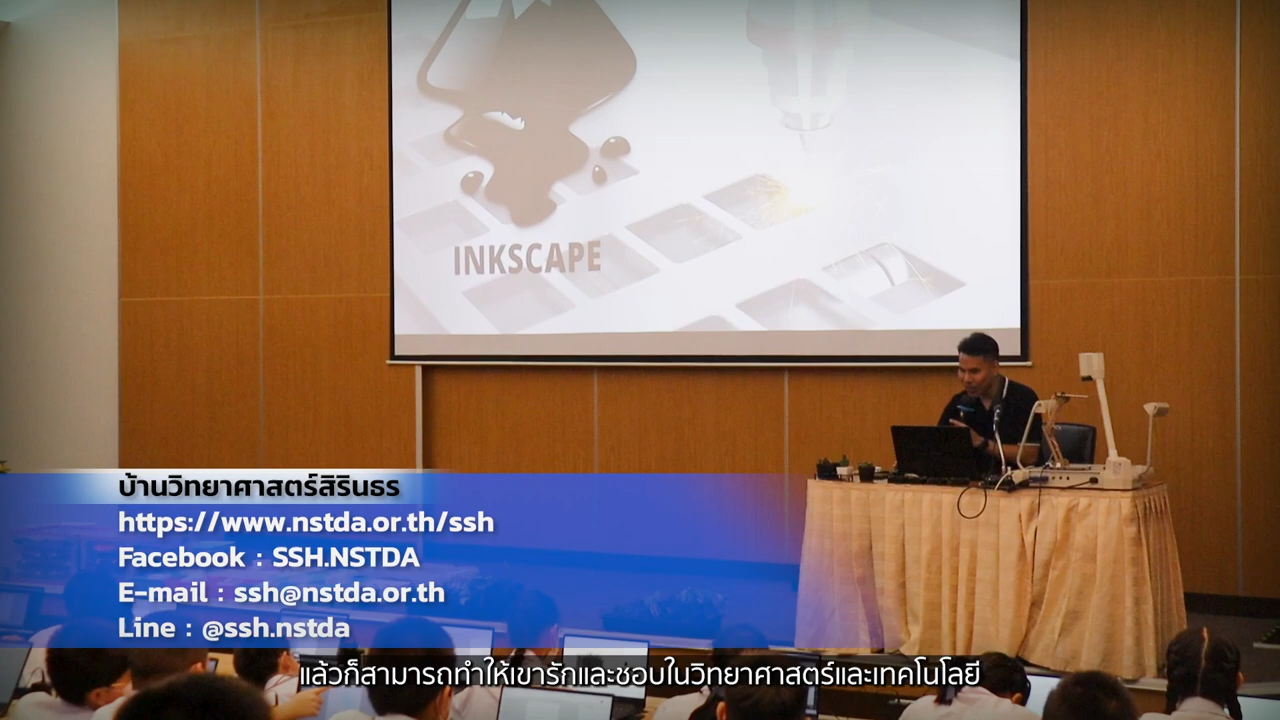 INKSCAPE
บ้านวิทยาศาสตร์สิรินธร
https://www.nstda.or.th/ssh
Facebook : SSH.NSTDA
E-mail : ssh@nstda.or.th
Line : @ssh.nstda
แล้วก็สามารถทำให้เขารักและชอบในวิทยาศาสตร์และเทคโนโลยี